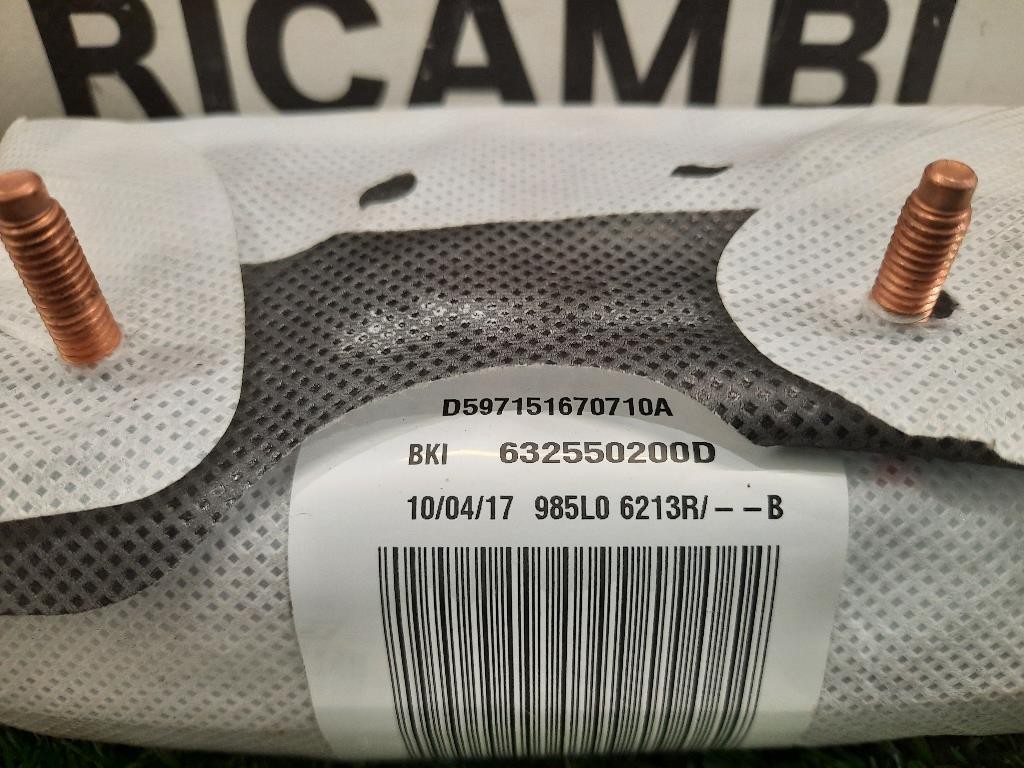 RICAMBI
D597151670710A
BKI 632550200D
10/04/17 985L0 6213R/--B